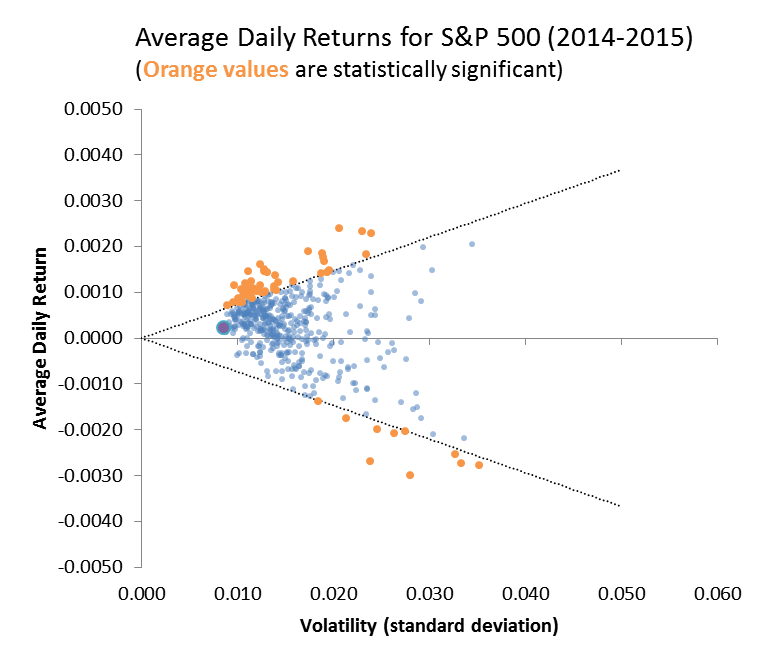 Average Daily Returns for S&P 500 (2014-2015)
(Orange values are statistically significant)
0.0050
0.0040
0.0030
0.0020
0.0010
0.0000
-0.0010
-0.0020
-0.0030
-0.0040
-0.0050
Average Daily Return
0.000 0.010 0.020 0.030 0.040 0.050 0.060
Volatility (standard deviation)